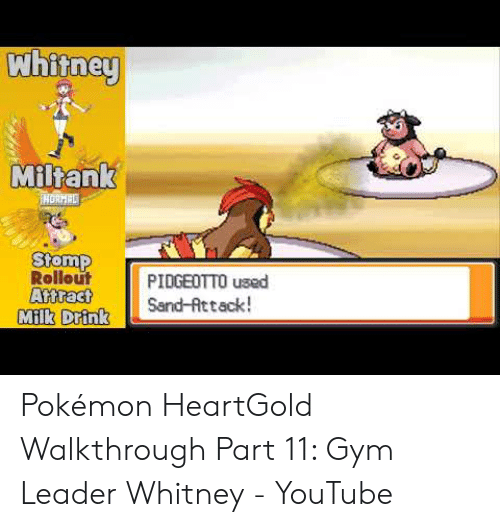 Whitney
Miltank
NORMAL
Stomp
Rollout
Attract
Milk Drink
PIDGEOTTO used
Sand-Attack!
Pokémon HeartGold
Walkthrough Part 11: Gym
Leader Whitney - YouTube